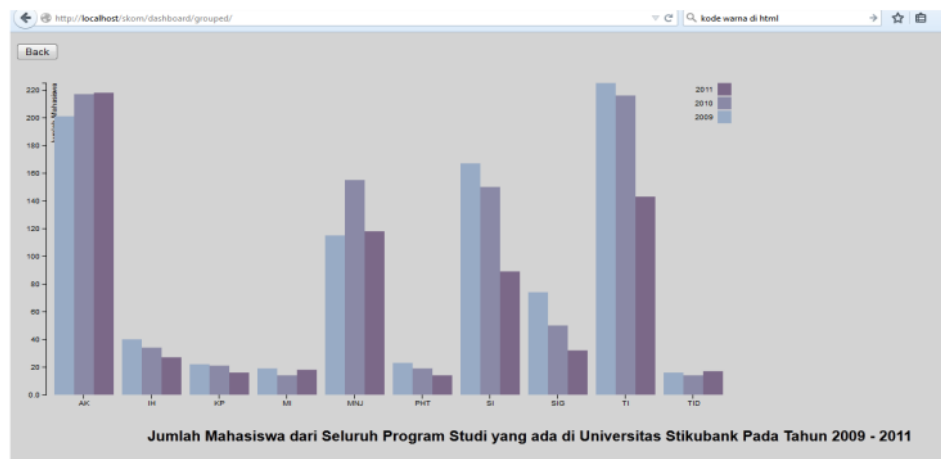 http://localhost/skom/dashboard/grouped/
kode warna di html
Back
Jumlah Mahasiswa
2011
2010
2009
220
200
180
160
140
120
100
80
60
40
20
0.0
AK IH KP MI MNJ PHT SI SIG TI TID
Jumlah Mahasiswa dari Seluruh Program Studi yang ada di Universitas Stikubank Pada Tahun 2009 - 2011